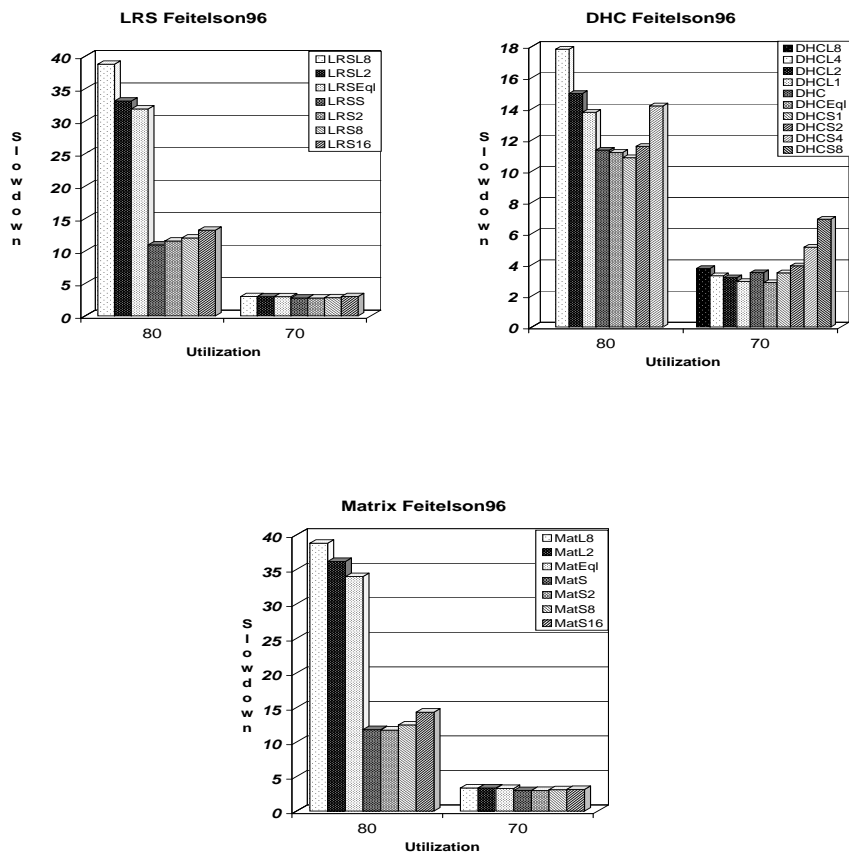 LRS Feitelson96
40
35
30
25
20
15
10
5
0
Slowdown
80
70
Utilization
LRSL8
LRSL2
LRSEql
LRSS
LRS2
LRS8
LRS16
DHC Feitelson96
18
16
14
12
10
8
6
4
2
0
Slowdown
80
70
Utilization
DHCL8
DHCL4
DHCL2
DHCL1
DHC
DHCEql
DHCS1
DHCS2
DHCS4
DHCS8
Matrix Feitelson96
40
35
30
25
20
15
10
5
0
Slowdown
80
70
Utilization
MatL8
MatL2
MatEql
MatS
MatS2
MatS8
MatS16